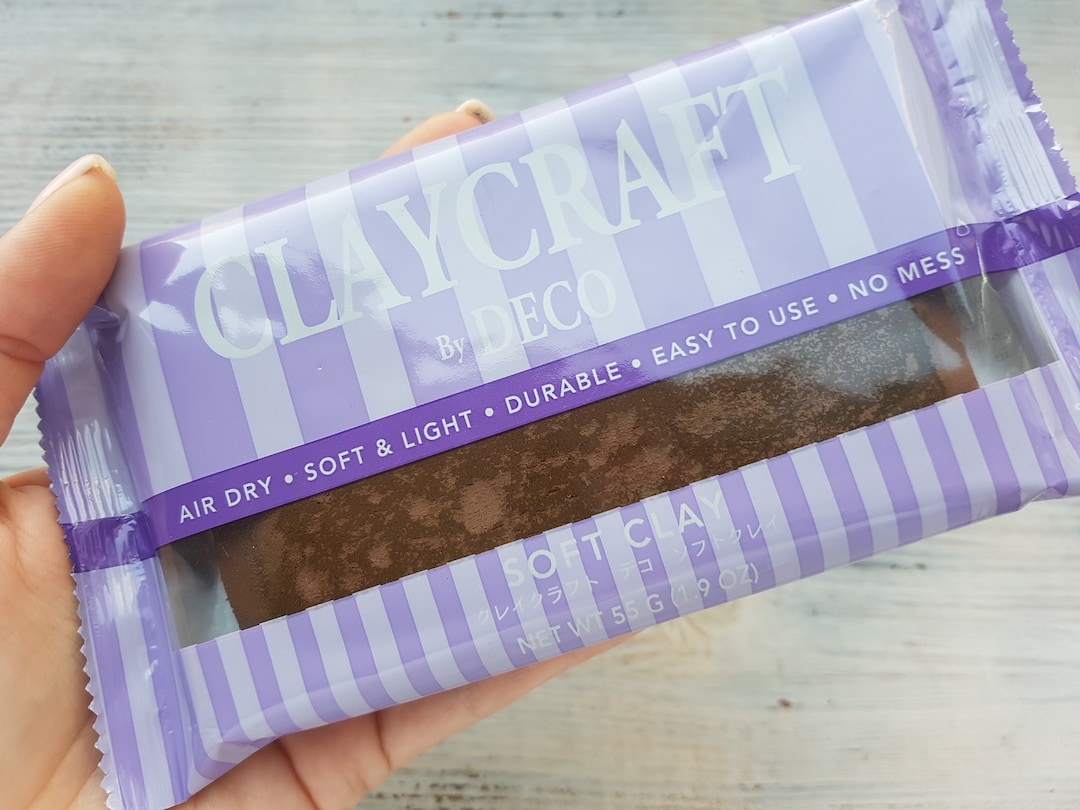 CLAYCRAFT
By DECO
AIR DRY • SOFT & LIGHT • DURABLE • EASY TO USE • NO MESS
SOFT CLAY
クレイクラフト デコ ソフトクレイ
NET WT 55 G (1.9 OZ)